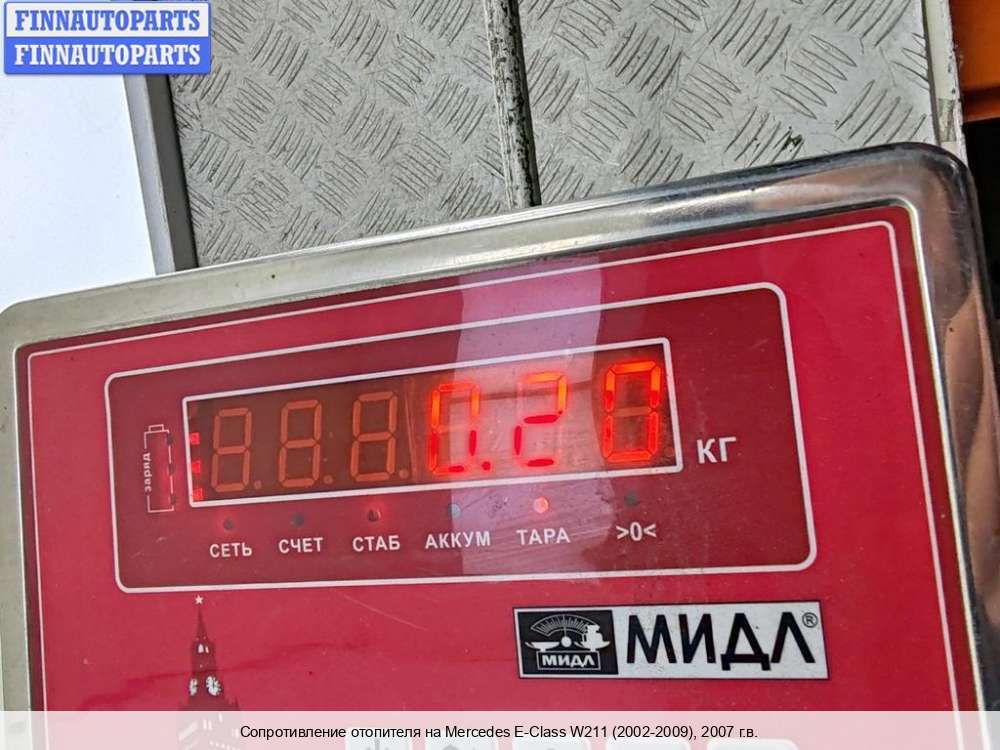 FINNAUTOPARTS
FINNAUTOPARTS
0.20
КГ
заряд
СЕТЬ СЧЕТ СТАБ АККУМ ТАРА >0<
МИДЛ МИДЛ®
Сопротивление отопителя на Mercedes E-Class W211 (2002-2009), 2007 г.в.